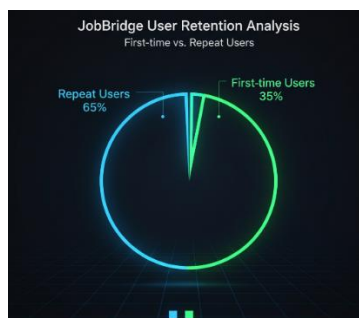 JobBridge User Retention Analysis
First-time vs. Repeat Users
Repeat Users
65%
First-time Users
35%